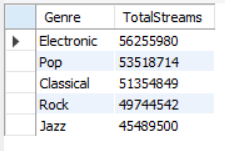 Genre TotalStreams
Electronic 56255980
Pop 53518714
Classical 51354849
Rock 49744542
Jazz 45489500